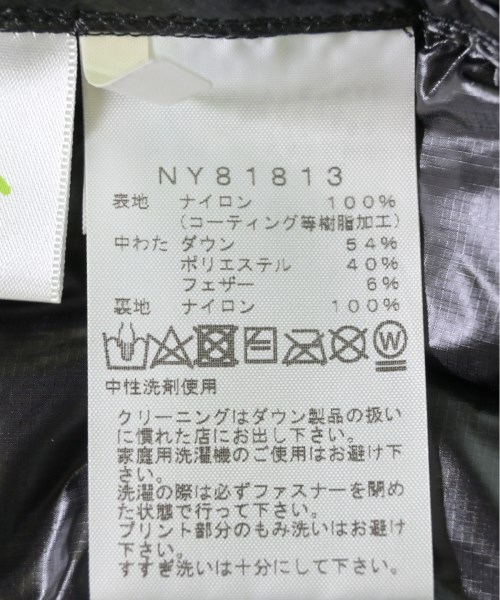 NY81813
表地 ナイロン 100%
(コーティング等樹脂加工)
中わた ダウン 54%
ポリエステル 40%
フェザー 6%
裏地 ナイロン 100%
W
中性洗剤使用
クリーニングはダウン製品の扱い
に慣れた店にお出し下さい。
家庭用洗濯機のご使用はお避け下
さい。
洗濯の際は必ずファスナーを閉め
た状態で行って下さい。
プリント部分のもみ洗いはお避け
下さい。
すすぎ洗いは十分にして下さい。